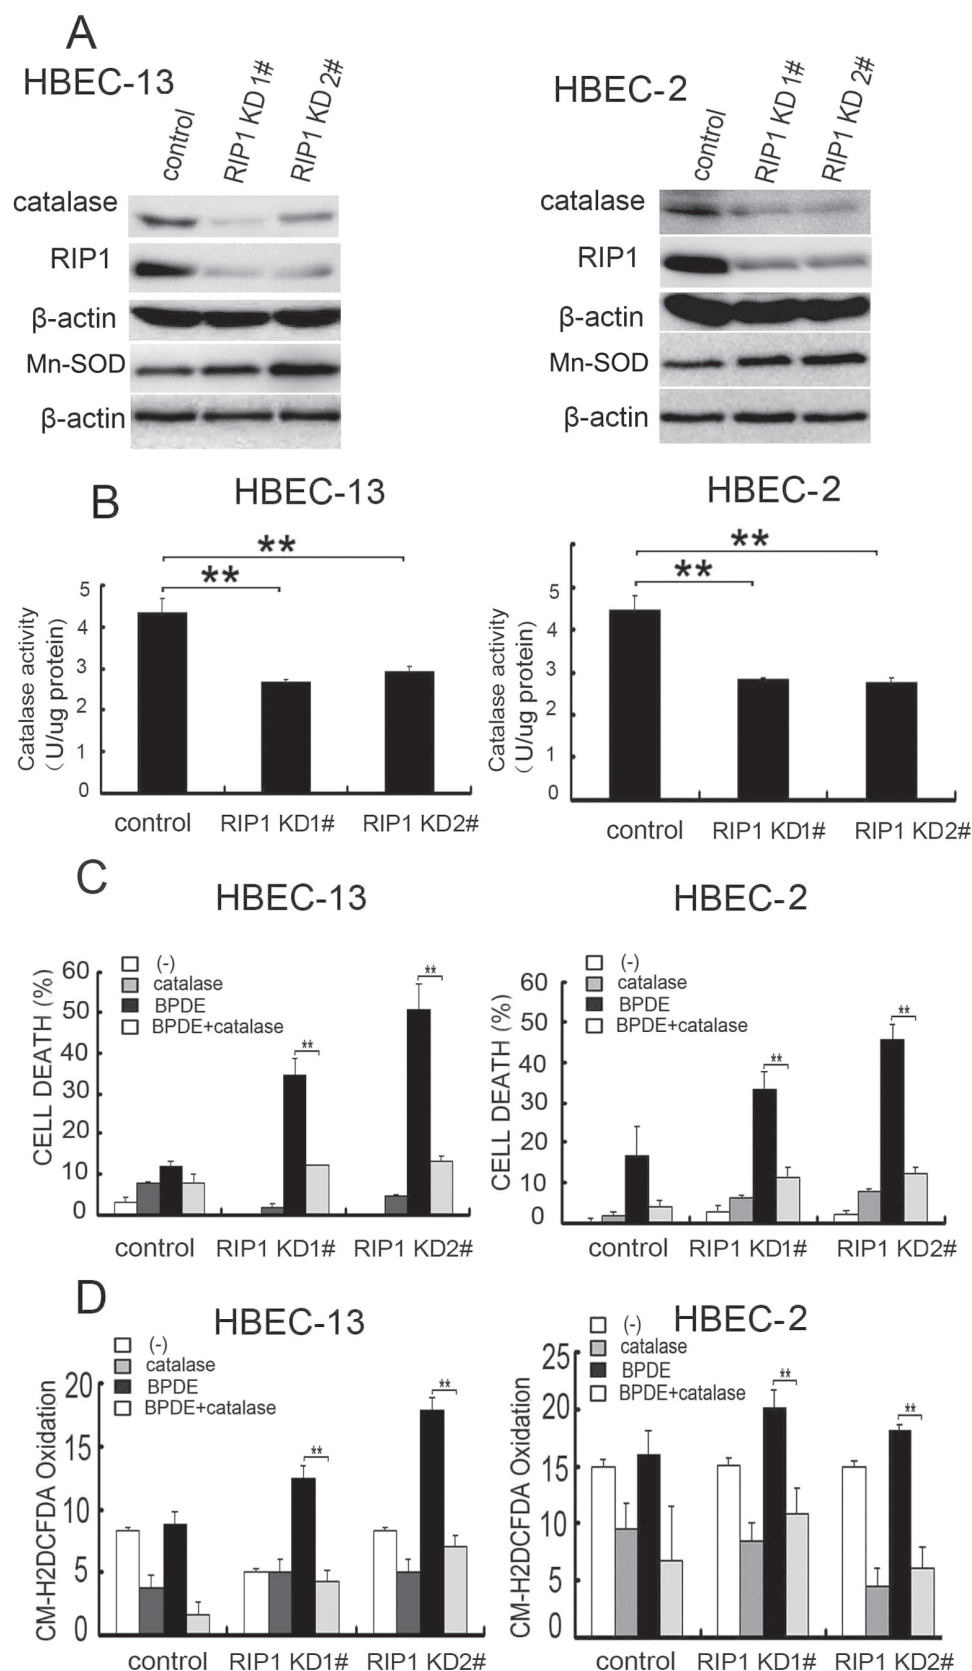 A
HBEC-13
control
RIP1 KD 1#
RIP1 KD 2#
catalase
RIP1
β-actin
Mn-SOD
β-actin
HBEC-2
control
RIP1 KD 1#
RIP1 KD 2#
catalase
RIP1
β-actin
Mn-SOD
β-actin
B
HBEC-13
**
**
Catalase activity
(U/ug protein)
5
4
3
2
1
0
control RIP1 KD1# RIP1 KD2#
HBEC-2
**
**
Catalase activity
(U/ug protein)
5
4
3
2
1
0
control RIP1 KD1# RIP1 KD2#
C
HBEC-13
(-)
catalase
BPDE
BPDE+catalase
**
**
CELL DEATH (%)
60
50
40
30
20
10
0
control RIP1 KD1# RIP1 KD2#
HBEC-2
(-)
catalase
BPDE
BPDE+catalase
**
**
CELL DEATH (%)
60
50
40
30
20
10
0
control RIP1 KD1# RIP1 KD2#
D
HBEC-13
(-)
catalase
BPDE
BPDE+catalase
**
**
CM-H2DCFDA Oxidation
20
15
10
5
0
control RIP1 KD1# RIP1 KD2#
HBEC-2
(-)
catalase
BPDE
BPDE+catalase
**
**
CM-H2DCFDA Oxidation
25
20
15
10
5
0
control RIP1 KD1# RIP1 KD2#